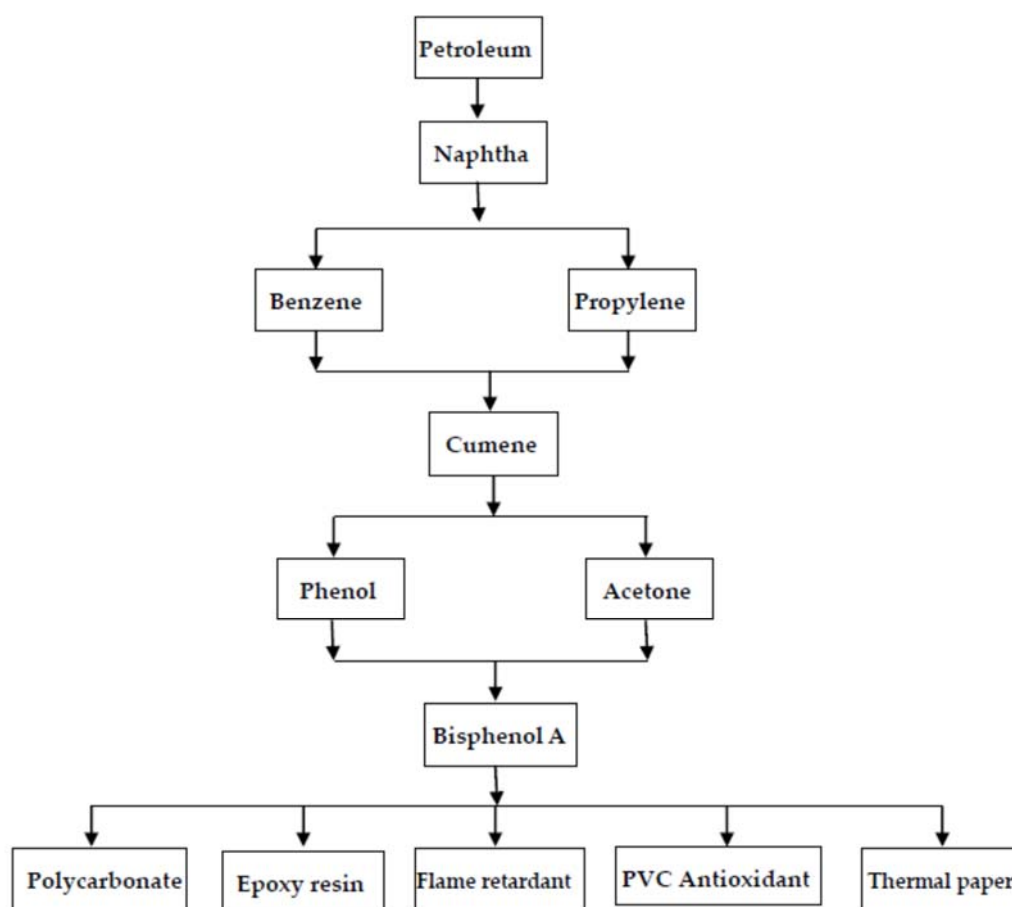 Petroleum
Naphtha
Benzene
Propylene
Cumene
Phenol
Acetone
Bisphenol A
Polycarbonate
Epoxy resin
Flame retardant
PVC Antioxidant
Thermal paper